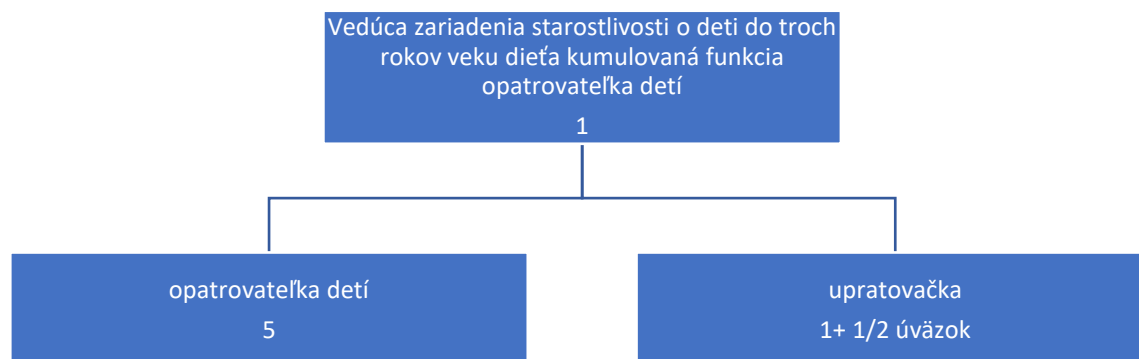 Vedúca zariadenia starostlivosti o deti do troch
rokov veku dieťa kumulovaná funkcia
opatrovateľka detí
1
opatrovateľka detí
5
upratovačka
1+ 1/2 úväzok